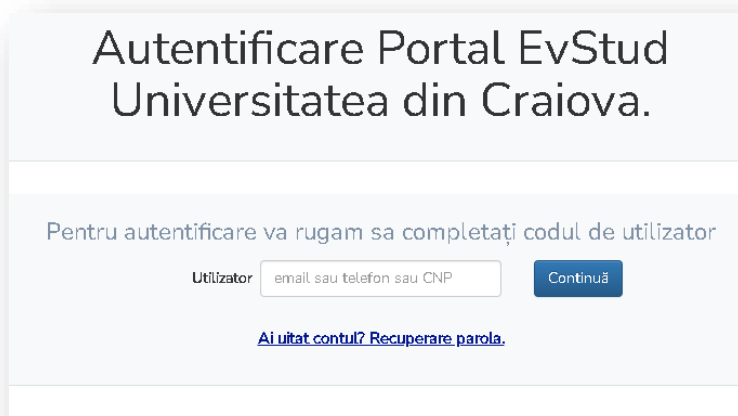 Autentificare Portal EvStud
Universitatea din Craiova.
Pentru autentificare va rugam sa completați codul de utilizator
Utilizator email sau telefon sau CNP Continuă
Ai uitat contul? Recuperare parola.